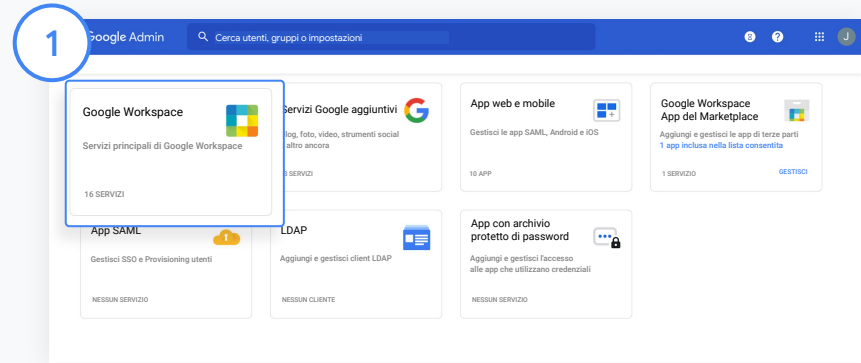 1
Google Admin
Cerca utenti, gruppi o impostazioni
?
J
Google Workspace
Servizi principali di Google Workspace
16 SERVIZI
Servizi Google aggiuntivi
foto, video, strumenti social
altro ancora
SERVIZI
App web e mobile
Gestisci le app SAML, Android e iOS
10 APP
Google Workspace
App del Marketplace
Aggiungi e gestisci le app di terze parti
1 app inclusa nella lista consentita
1 SERVIZIO
GESTISCI
App SAML
1
Gestisci SSO e Provisioning utenti
NESSUN SERVIZIO
LDAP
Aggiungi e gestisci client LDAP
NESSUN CLIENTE
App con archivio
protetto di password
Aggiungi e gestisci l'accesso
alle app che utilizzano credenziali
NESSUN SERVIZIO